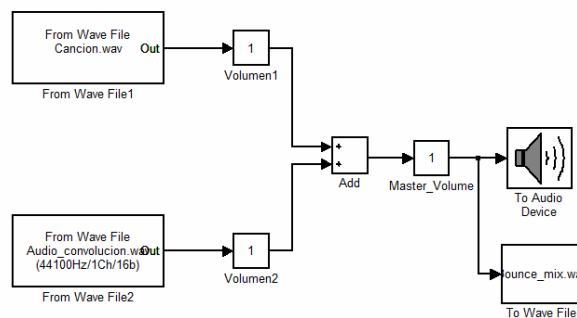 From Wave File
Cancion.wav
Out
From Wave File1
1
Volumen1
+
+
Add
1
Master_Volume
To Audio
Device
From Wave File
Audio_convolucion.wav
Out
(44100Hz/1Ch/16b)
From Wave File2
1
Volumen2
ounce_mix.wa
To Wave File